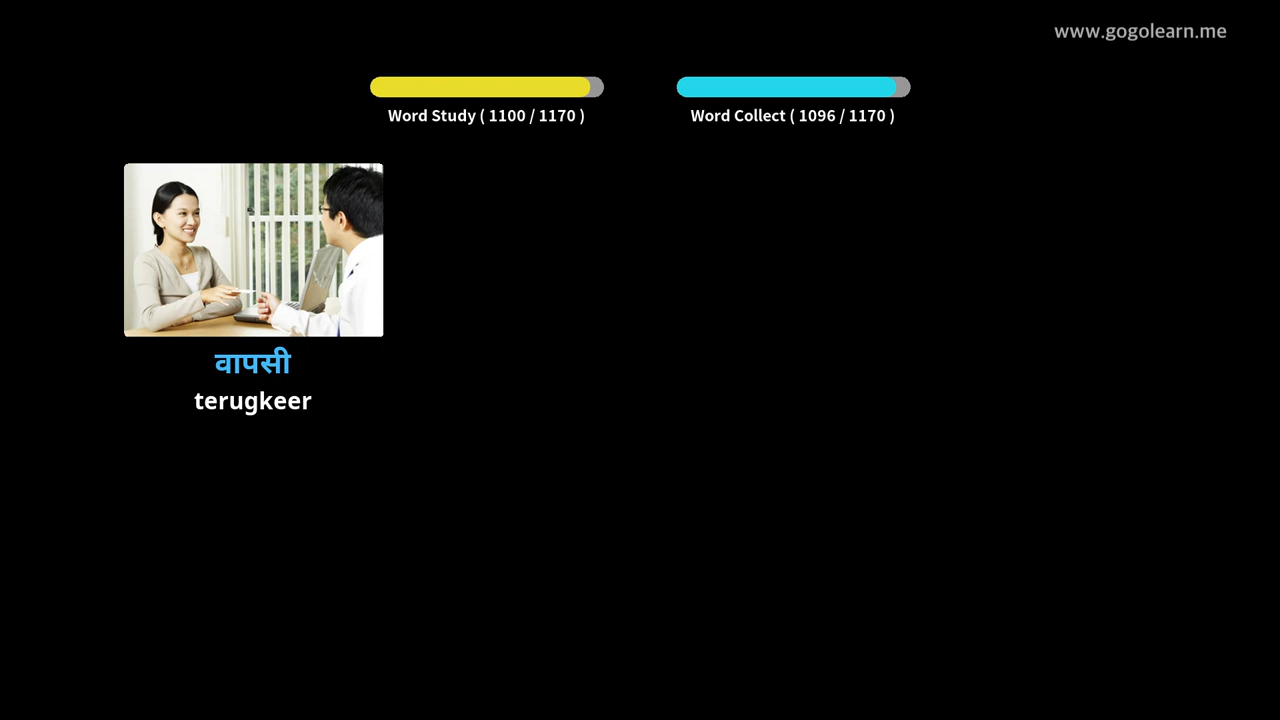 www.gogolearn.me
Word Study ( 1100 / 1170 )
Word Collect ( 1096 / 1170 )
वापसी
terugkeer